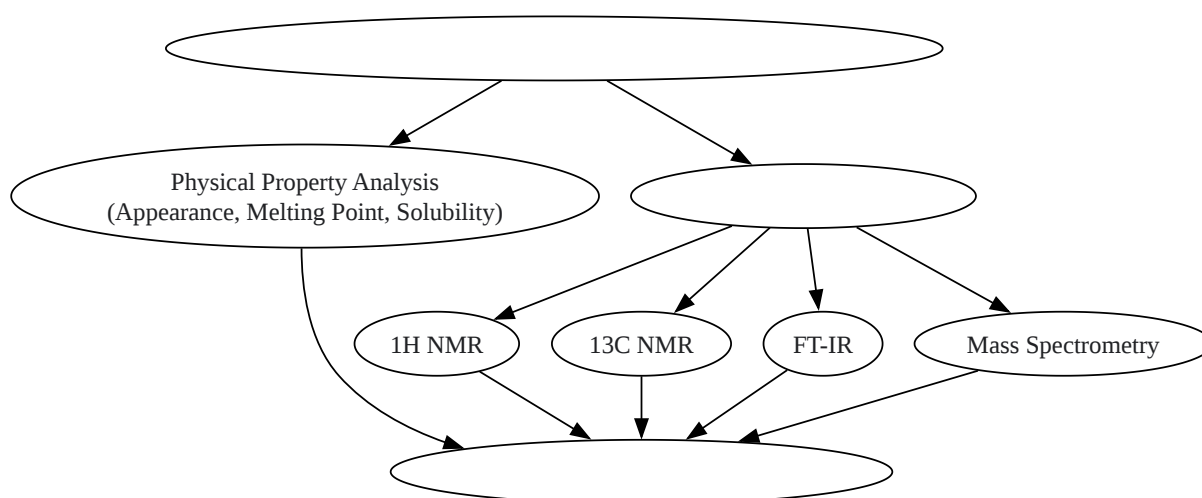 Physical Property Analysis
(Appearance, Melting Point, Solubility)
1H NMR
13C NMR
FT-IR
Mass Spectrometry